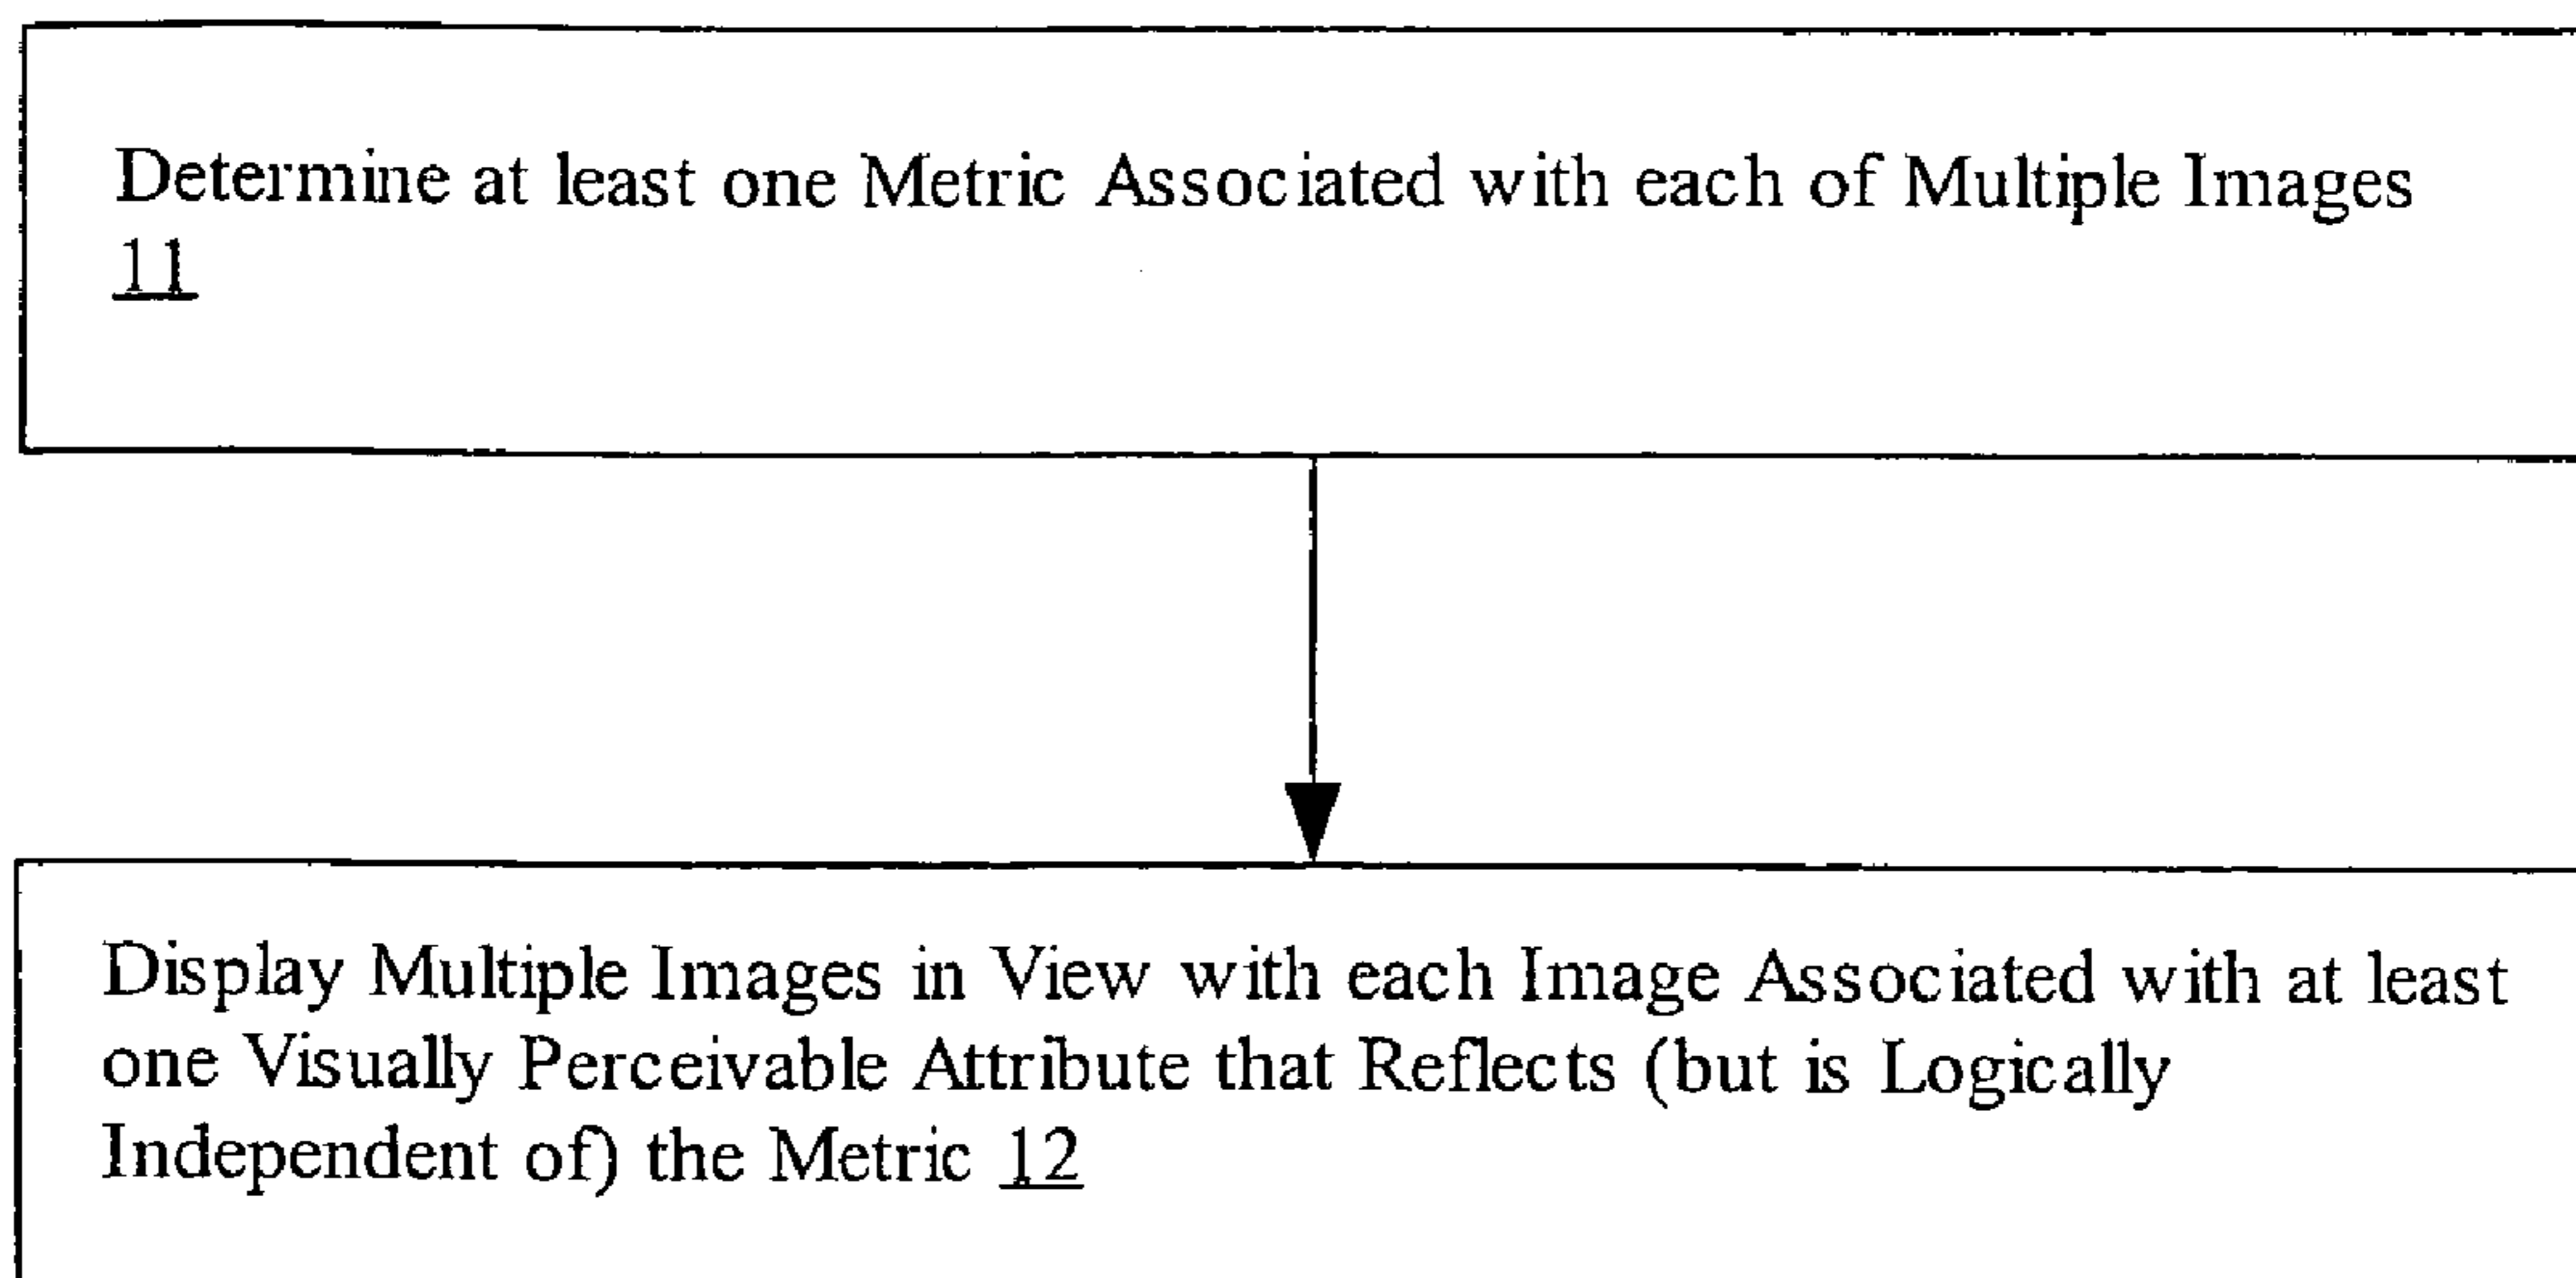 Determine at least one Metric Associated with each of Multiple Images
11
Display Multiple Images in View with each Image Associated with at least
one Visually Perceivable Attribute that Reflects (but is Logically
Independent of) the Metric 12